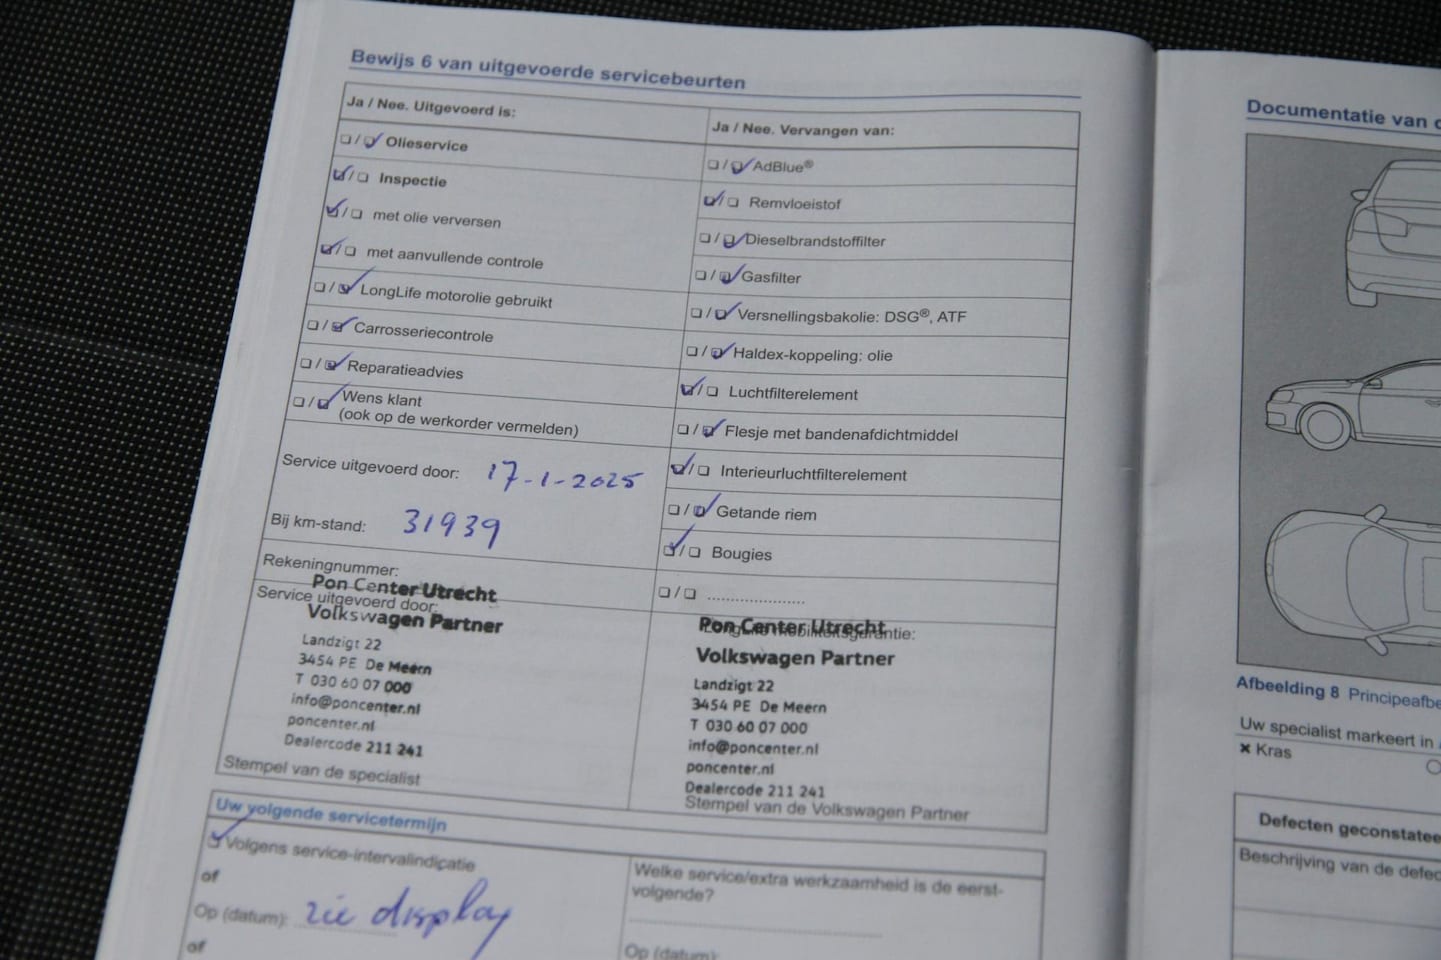 Bewijs 6 van uitgevoerde servicebeurten
Ja / Nee. Uitgevoerd is:
Olieservice
Inspectie
met olie verversen
met aanvullende controle
LongLife motorolie gebruikt
Carrosseriecontrole
Reparatieadvies
Wens klant
(ook op de werkorder vermelden)
Service uitgevoerd door: 17-1-2025
Bij km-stand: 31939
Rekeningnummer:
Pon Center Utrecht
Service uitgevoerd door:
Volkswagen Partner
Landzigt 22
3454 PE De Meern
T 030 60 07 000
info@poncenter.nl
poncenter.nl
Dealercode 211 241
Stempel van de specialist
Ja / Nee. Vervangen van:
AdBlue®
Remvloeistof
Dieselbrandstoffilter
Gasfilter
Versnellingsbakolie: DSG®, ATF
Haldex-koppeling: olie
Luchtfilterelement
Flesje met bandenafdichtmiddel
Interieurluchtfilterelement
Getande riem
Bougies
/ ....................
Pon Center Utrecht
LongLife mobiliteitsgarantie:
Volkswagen Partner
Landzigt 22
3454 PE De Meern
T 030 60 07 000
info@poncenter.nl
poncenter.nl
Dealercode 211 241
Stempel van de Volkswagen Partner
Uw volgende servicetermijn
Volgens service-intervalindicatie
of
Op (datum): zie display
of
Welke service/extra werkzaamheid is de eerst-
volgende?
Op (datum):
Documentatie van
Afbeelding 8
Uw specialist markeert in
× Kras
Defecten
Beschrijving van de